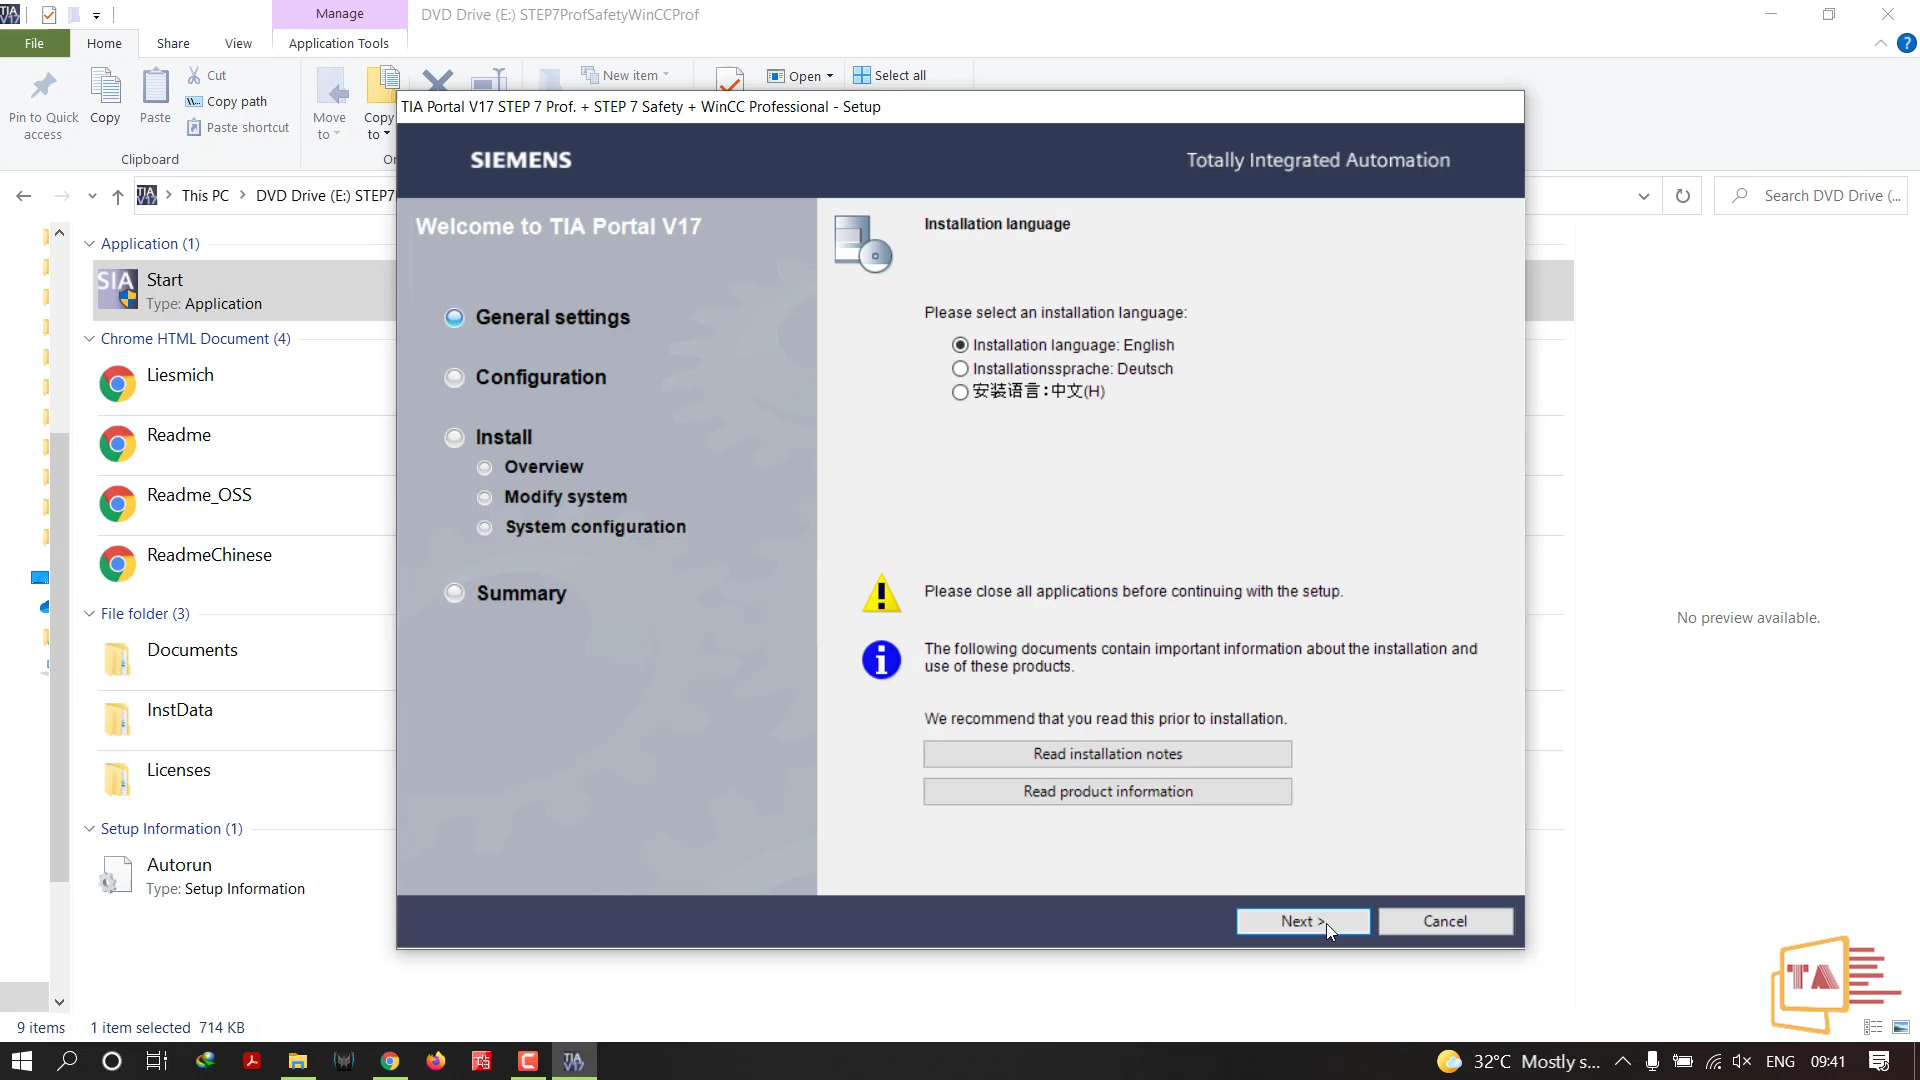 Manage
DVD Drive (E:) STEP7ProfSafetyWinCCProf
File
Home
Share
View
Application Tools
Pin to Quick access
Copy
Paste
Cut
Copy path
Paste shortcut
Move to
Copy to
New item
Open
Select all
Clipboard
Or
TIA Portal V17 STEP 7 Prof. + STEP 7 Safety + WinCC Professional - Setup
This PC
DVD Drive (E:) STEP7
Search DVD Drive (...
SIEMENS
Totally Integrated Automation
Application (1)
Start
Type: Application
Chrome HTML Document (4)
Liesmich
Readme
Readme_OSS
ReadmeChinese
File folder (3)
Documents
InstData
Licenses
Setup Information (1)
Autorun
Type: Setup Information
Welcome to TIA Portal V17
General settings
Configuration
Install
Overview
Modify system
System configuration
Summary
Installation language
Please select an installation language:
Installation language: English
Installationssprache: Deutsch
安装语言：中文(H)
Please close all applications before continuing with the setup.
The following documents contain important information about the installation and
use of these products.
We recommend that you read this prior to installation.
Read installation notes
Read product information
Next >
Cancel
No preview available.
TA
9 items
1 item selected 714 KB
32°C Mostly s...
ENG
09:41